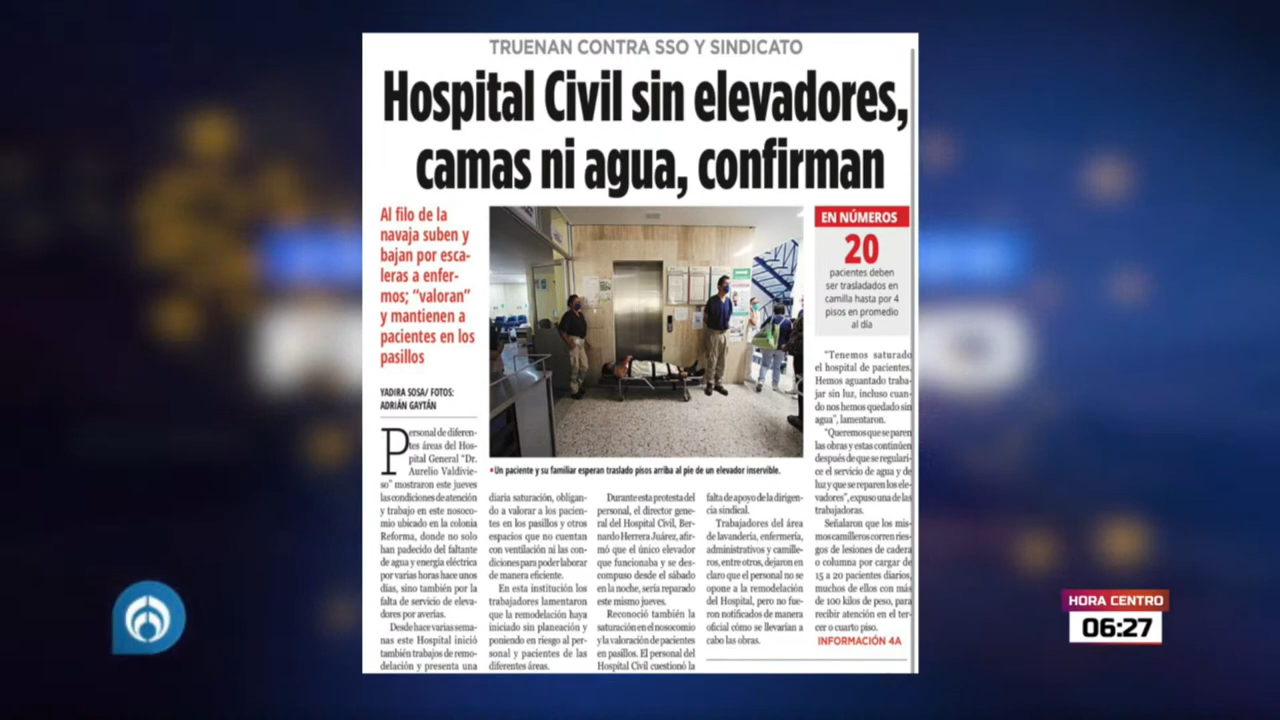 TRUENAN CONTRA SSO Y SINDICATO
Hospital Civil sin elevadores,
camas ni agua, confirman
Al filo de la
navaja suben y
bajan por esca-
leras a enfer-
mos; “valoran”
y mantienen a
pacientes en los
pasillos
YADIRA SOSA/ FOTOS:
ADRIÁN GAYTÁN
Personal de diferen-
tes áreas del Hos-
pital General “Dr.
Aurelio Valdivie-
so” mostraron este jueves
las condiciones de atención
y trabajo en este nosoco-
mio ubicado en la colonia
Reforma, donde no solo
han padecido del faltante
de agua y energía eléctrica
por varias horas hace unos
días, sino también por la
falta de servicio de eleva-
dores por averías.
Desde hace varias sema-
nas este Hospital inició
también trabajos de remo-
delación y presenta una
•Un paciente y su familiar esperan traslado pisos arriba al pie de un elevador inservible.
diaria saturación, obligan-
do a valorar a los pacien-
tes en los pasillos y otros
espacios que no cuentan
con ventilación ni las con-
diciones para poder laborar
de manera eficiente.
En esta institución los
trabajadores lamentaron
que la remodelación haya
iniciado sin planeación y
poniendo en riesgo al per-
sonal y pacientes de las
diferentes áreas.
Durante esta protesta del
personal, el director gene-
ral del Hospital Civil, Ber-
nardo Herrera Juárez, afir-
mó que el único elevador
que funcionaba y se des-
compuso desde el sábado
en la noche, sería reparado
este mismo jueves.
Reconoció también la
saturación en el nosocomio
y la valoración de pacientes
en pasillos. El personal del
Hospital Civil cuestionó la
falta de apoyo de la dirigen-
cia sindical.
Trabajadores del área
de lavandería, enfermería,
administrativos y camille-
ros, entre otros, dejaron en
claro que el personal no se
opone a la remodelación
del Hospital, pero no fue-
ron notificados de manera
oficial cómo se llevarían a
cabo las obras.
EN NÚMEROS
20
pacientes deben
ser trasladados en
camilla hasta por 4
pisos en promedio
al día
“Tenemos saturado
el hospital de pacientes.
Hemos aguantado traba-
jar sin luz, incluso cuan-
do nos hemos quedado sin
agua”, lamentaron.
“Queremos que se paren
las obras y estas continúen
después de que se regulari-
ce el servicio de agua y de
luz y que se reparen los ele-
vadores”, expuso una de las
trabajadoras.
Señalaron que los mis-
mos camilleros corren ries-
gos de lesiones de cadera
o columna por cargar de
15 a 20 pacientes diarios,
muchos de ellos con más
de 100 kilos de peso, para
recibir atención en el ter-
cer o cuarto piso.
INFORMACIÓN 4A
HORA CENTRO
06:27